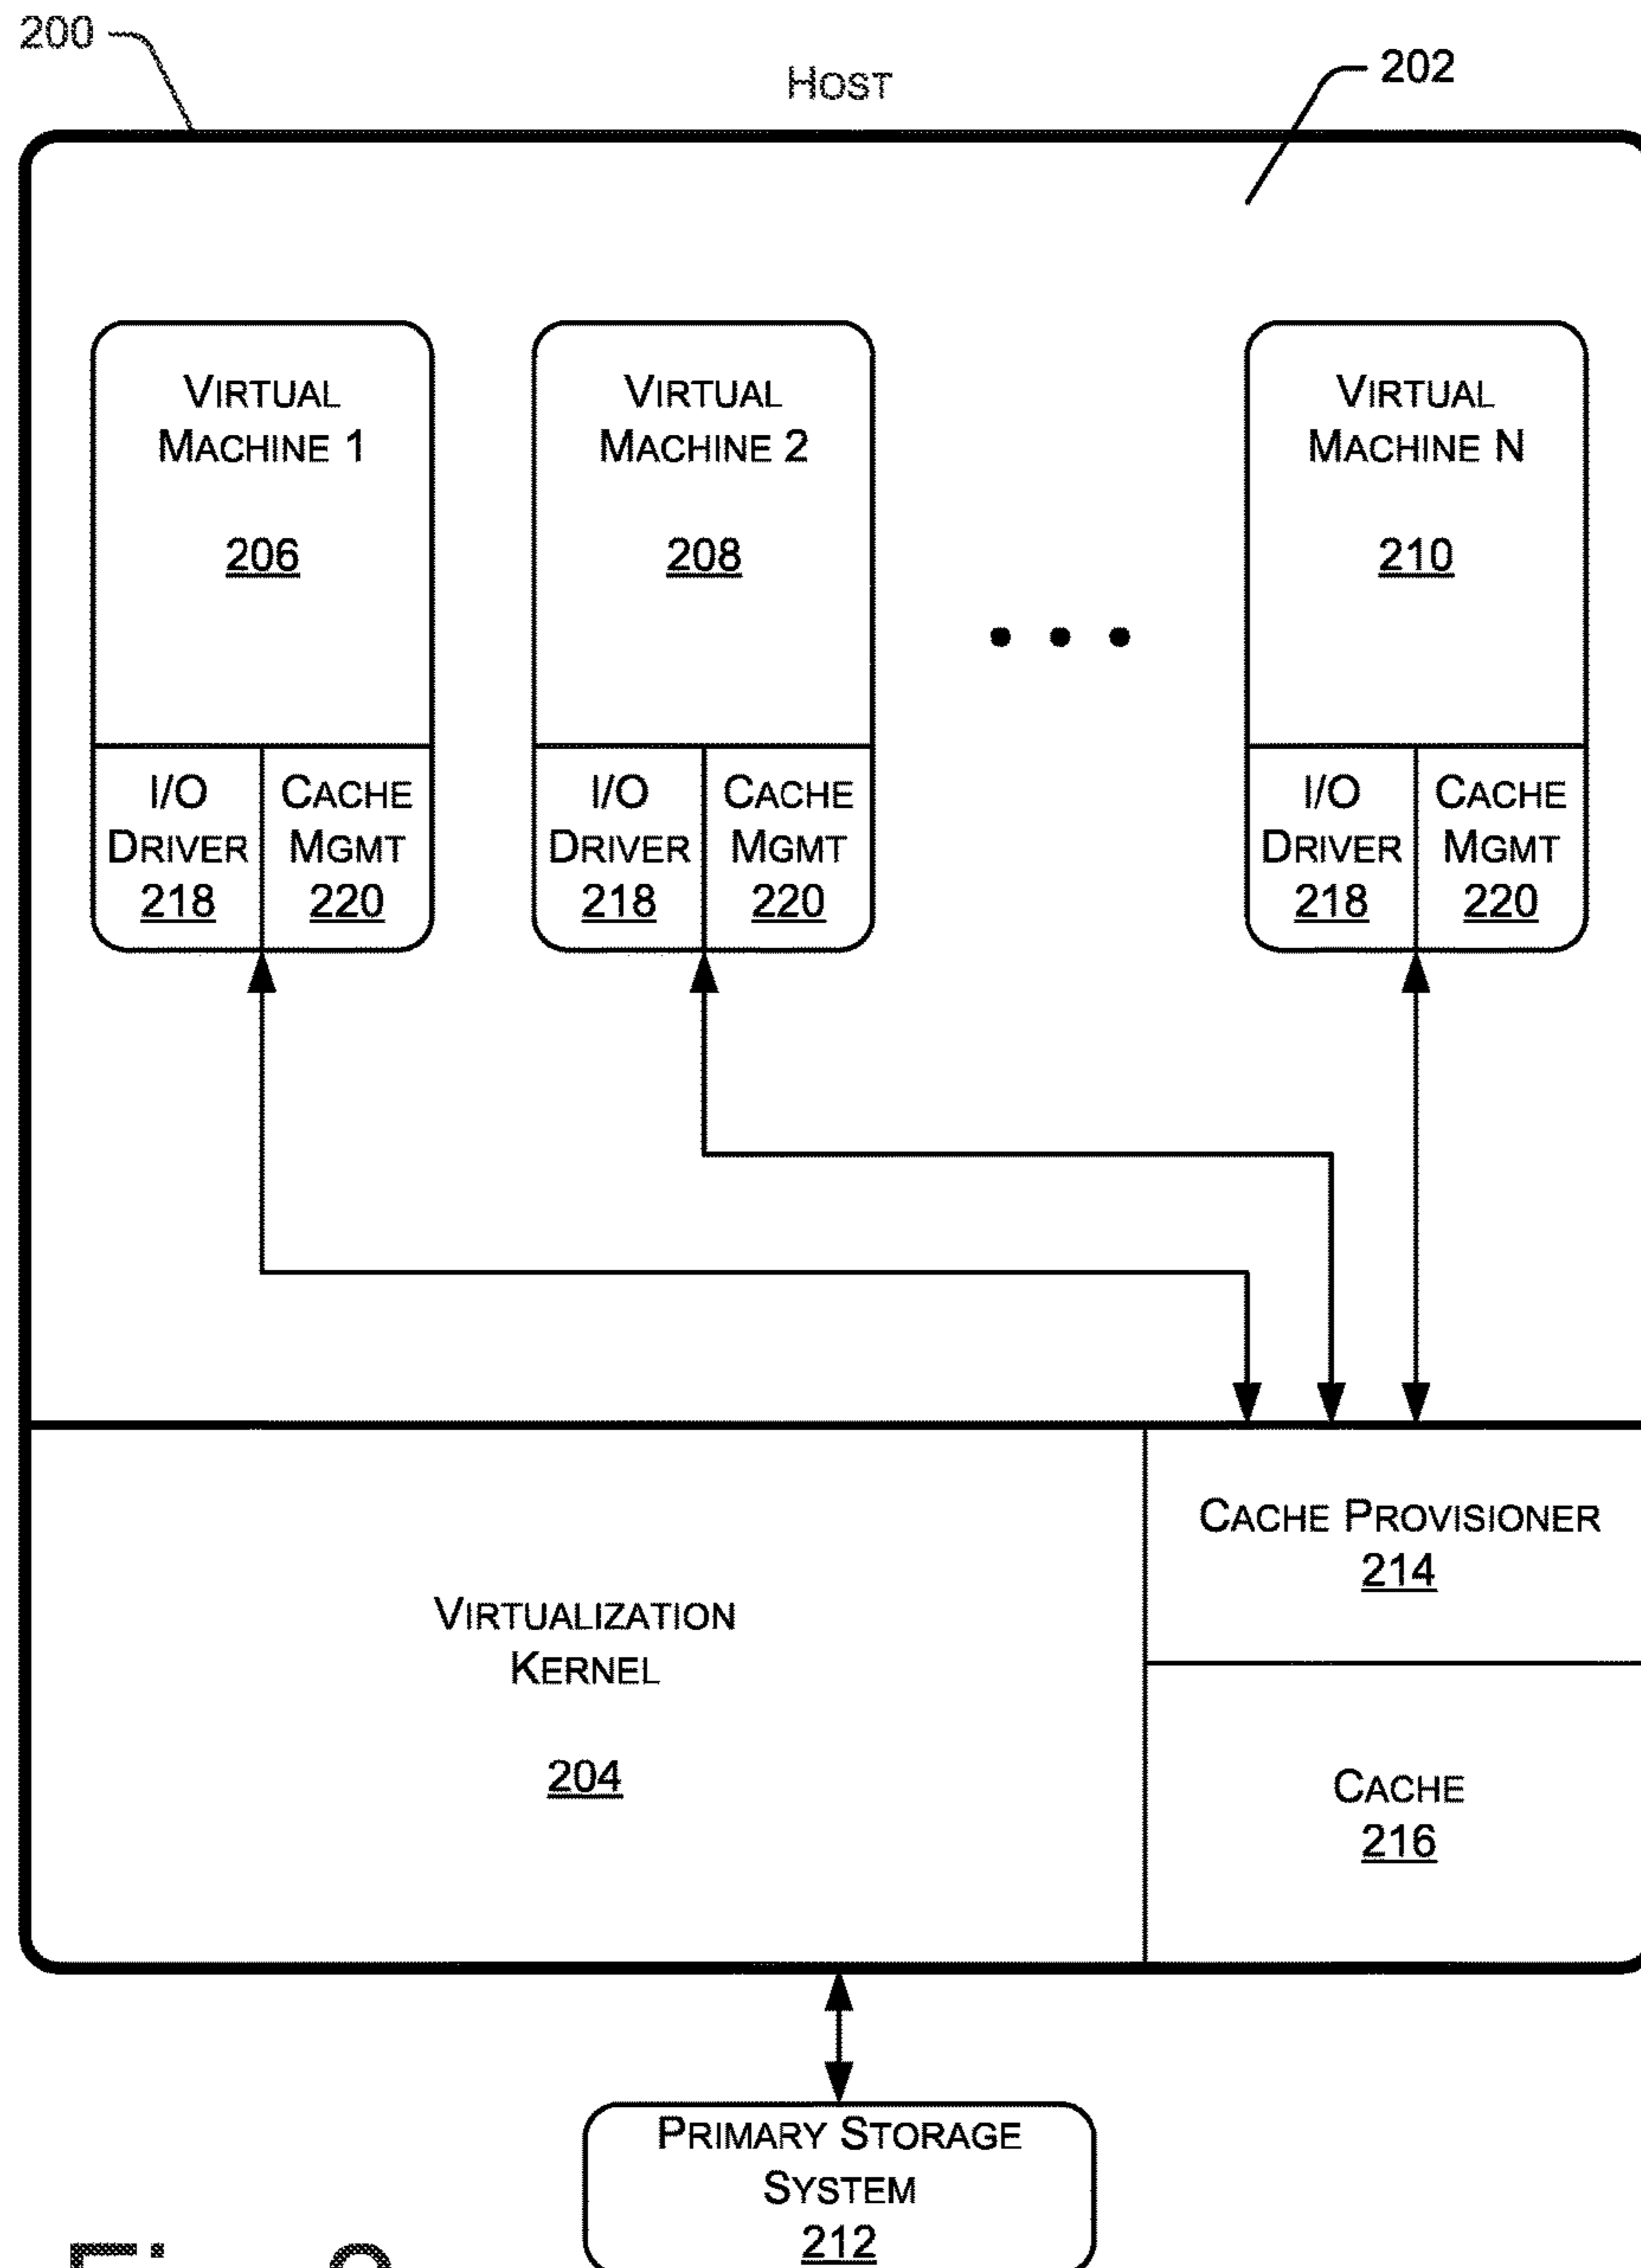 200
HOST
202
VIRTUAL
MACHINE 1
206
VIRTUAL
MACHINE 2
208
VIRTUAL
MACHINE N
210
I/O
DRIVER
218
CACHE
MGMT
220
I/O
DRIVER
218
CACHE
MGMT
220
I/O
DRIVER
218
CACHE
MGMT
220
CACHE PROVISIONER
214
VIRTUALIZATION
KERNEL
204
CACHE
216
PRIMARY STORAGE
SYSTEM
212